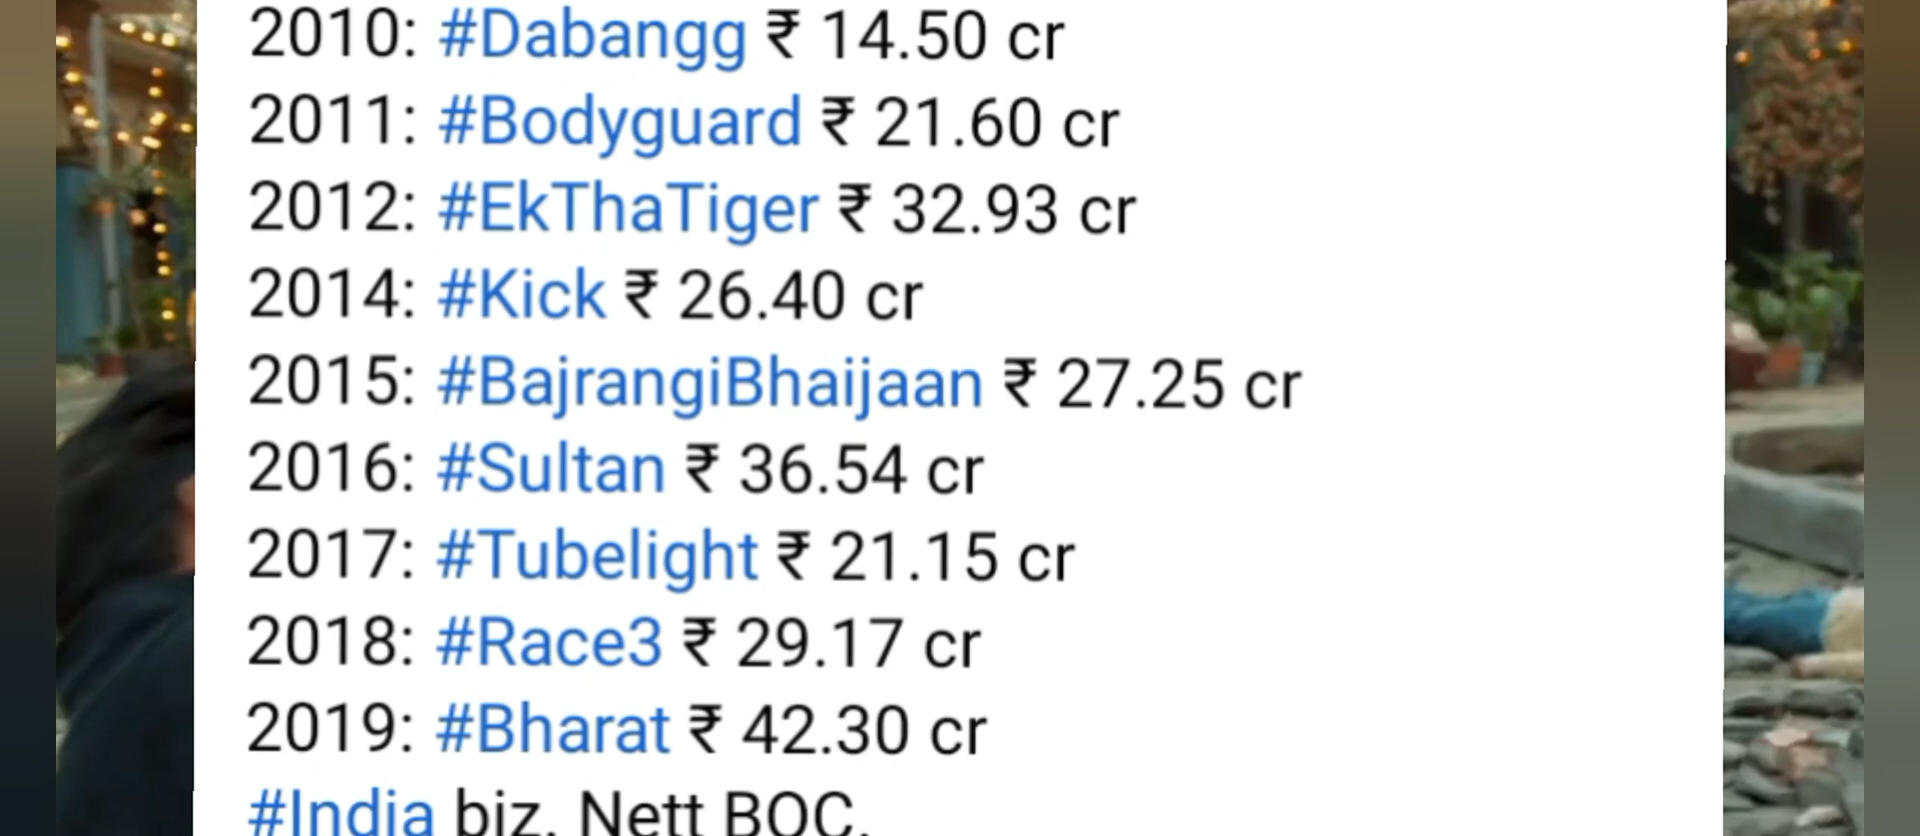 2010: #Dabangg ₹ 14.50 cr
2011: #Bodyguard ₹ 21.60 cr
2012: #EkThaTiger ₹ 32.93 cr
2014: #Kick ₹ 26.40 cr
2015: #BajrangiBhaijaan ₹ 27.25 cr
2016: #Sultan ₹ 36.54 cr
2017: #Tubelight ₹ 21.15 cr
2018: #Race3 ₹ 29.17 cr
2019: #Bharat ₹ 42.30 cr
#India biz. Nett BOC.